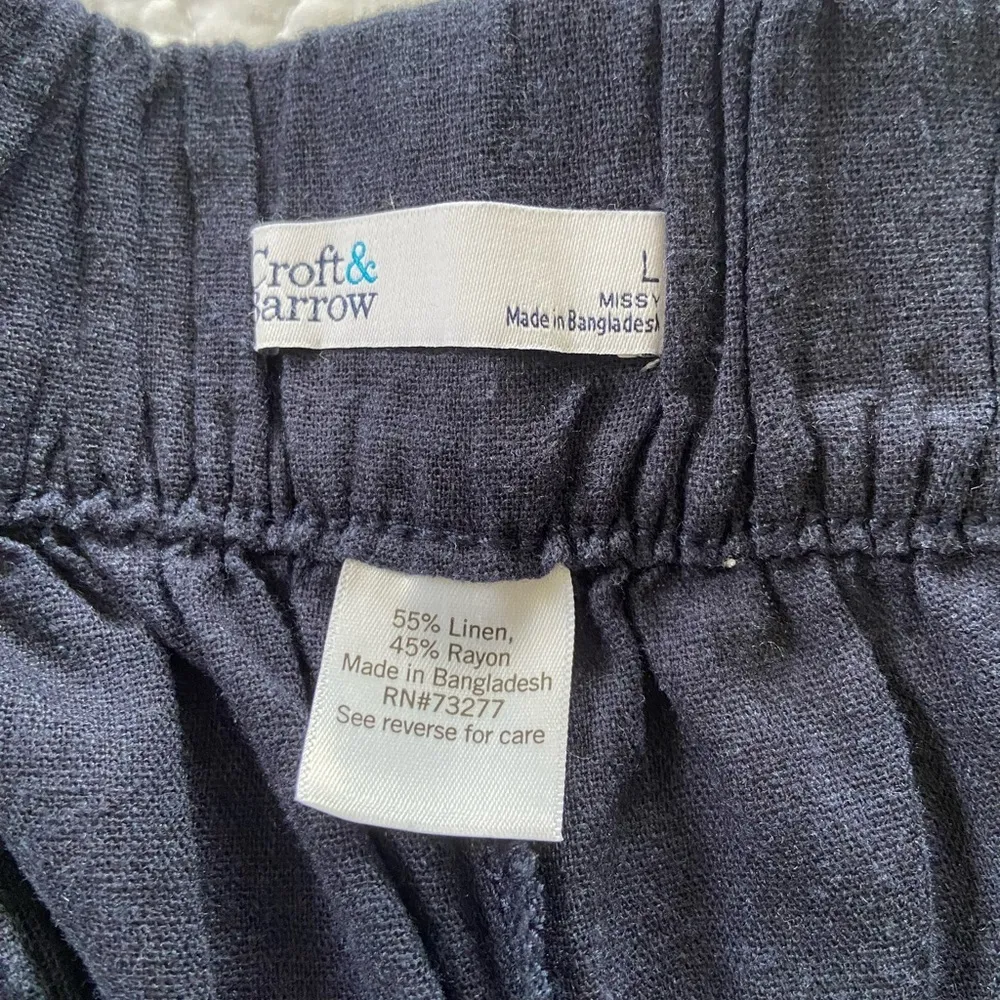 Croft&
Barrow
L
MISSY
Made in Bangladesh
55% Linen,
45% Rayon
Made in Bangladesh
RN#73277
See reverse for care